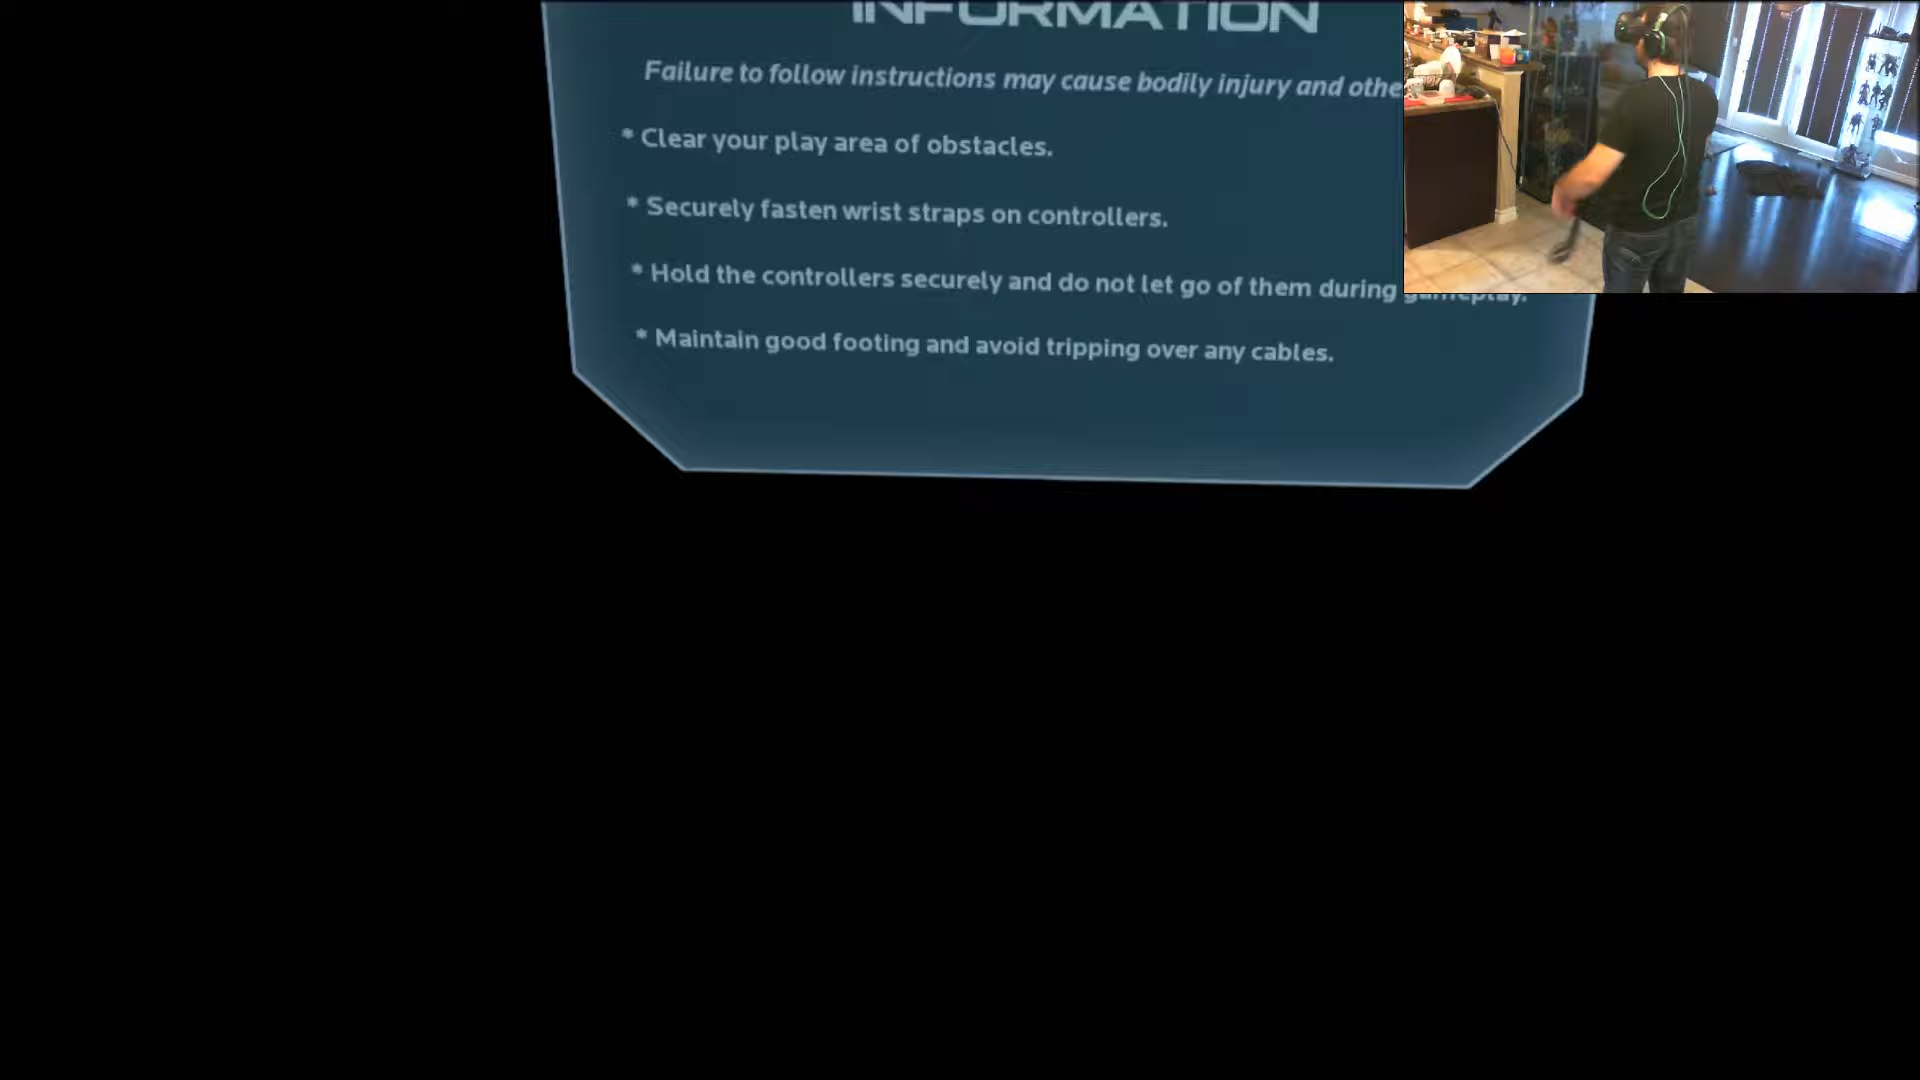 INFORMATION
Failure to follow instructions may cause bodily injury and othe
* Clear your play area of obstacles.
* Securely fasten wrist straps on controllers.
* Hold the controllers securely and do not let go of them during gameplay.
* Maintain good footing and avoid tripping over any cables.